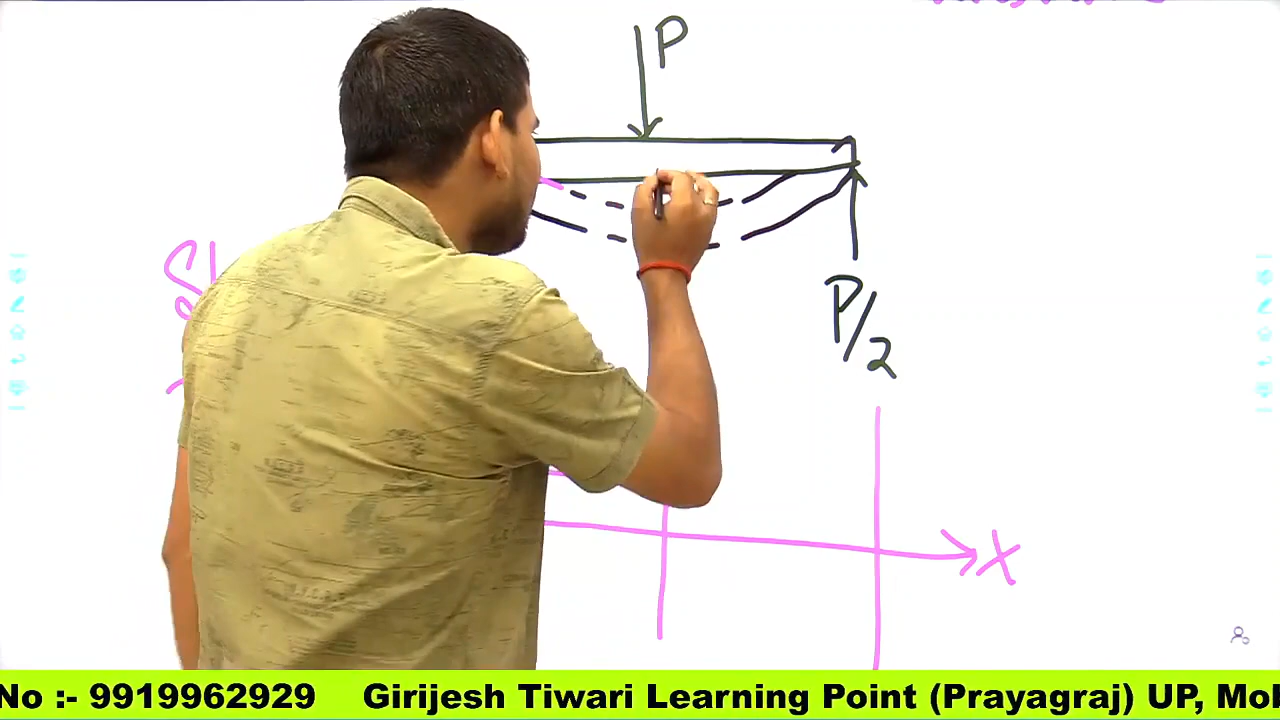 P
P/2
X
No :- 9919962929 Girijesh Tiwari Learning Point (Prayagraj) UP, Mo